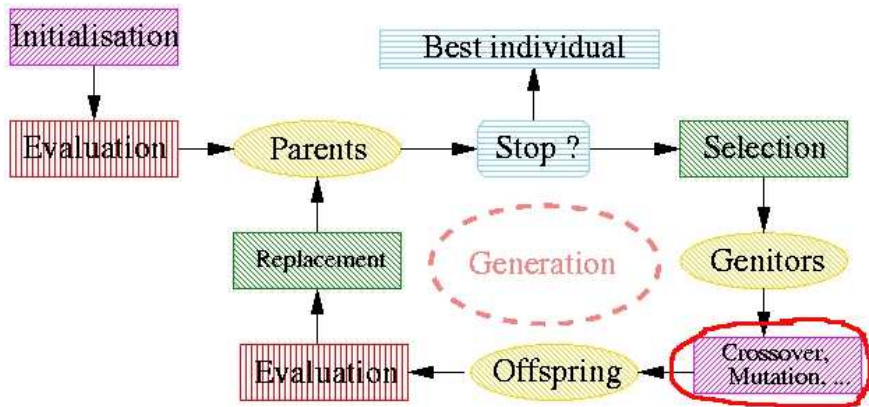 Initialisation
Best individual
Evaluation
Parents
Stop ?
Selection
Replacement
Generation
Genitors
Evaluation
Offspring
Crossover,
Mutation, ...